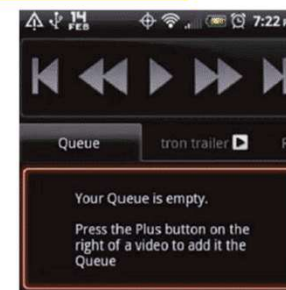 14
FEB
7:22
Queue
tron trailer
Your Queue is empty.
Press the Plus button on the
right of a video to add it the
Queue